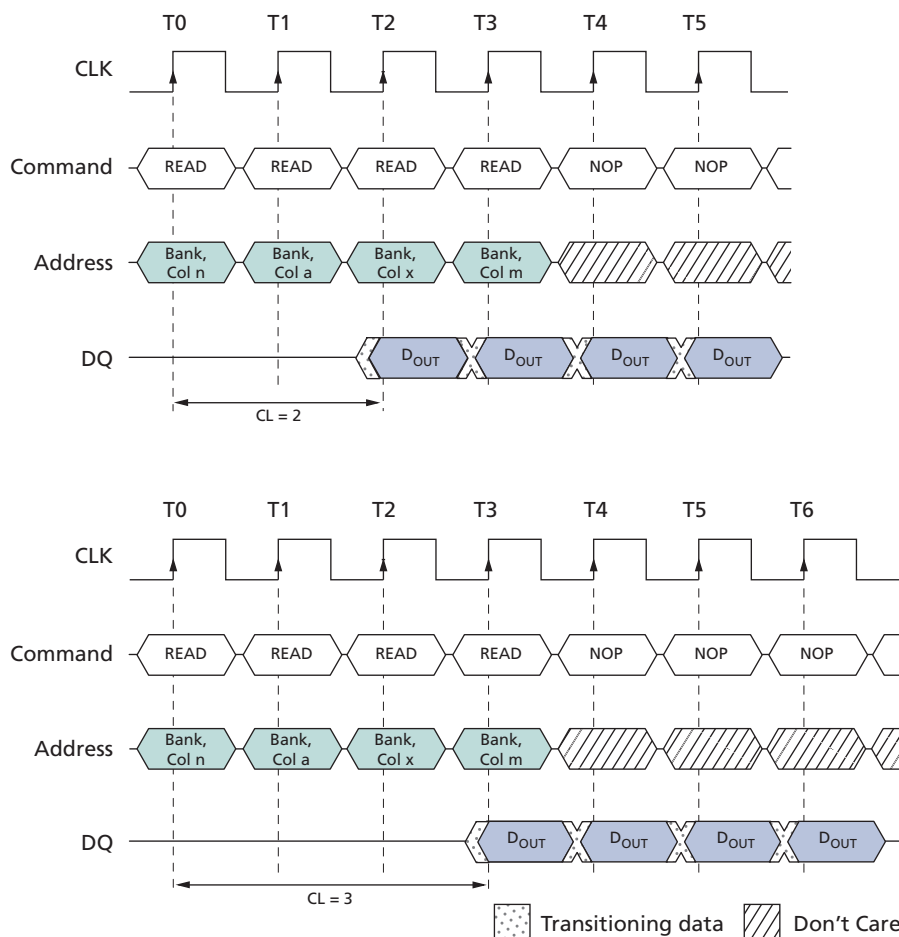 T0 T1 T2 T3 T4 T5
CLK
Command READ READ READ READ NOP NOP
Address Bank, Col n Bank, Col a Bank, Col x Bank, Col m
DQ DOUT DOUT DOUT DOUT
CL = 2
T0 T1 T2 T3 T4 T5 T6
CLK
Command READ READ READ READ NOP NOP NOP
Address Bank, Col n Bank, Col a Bank, Col x Bank, Col m
DQ DOUT DOUT DOUT DOUT
CL = 3
Transitioning data Don't Care